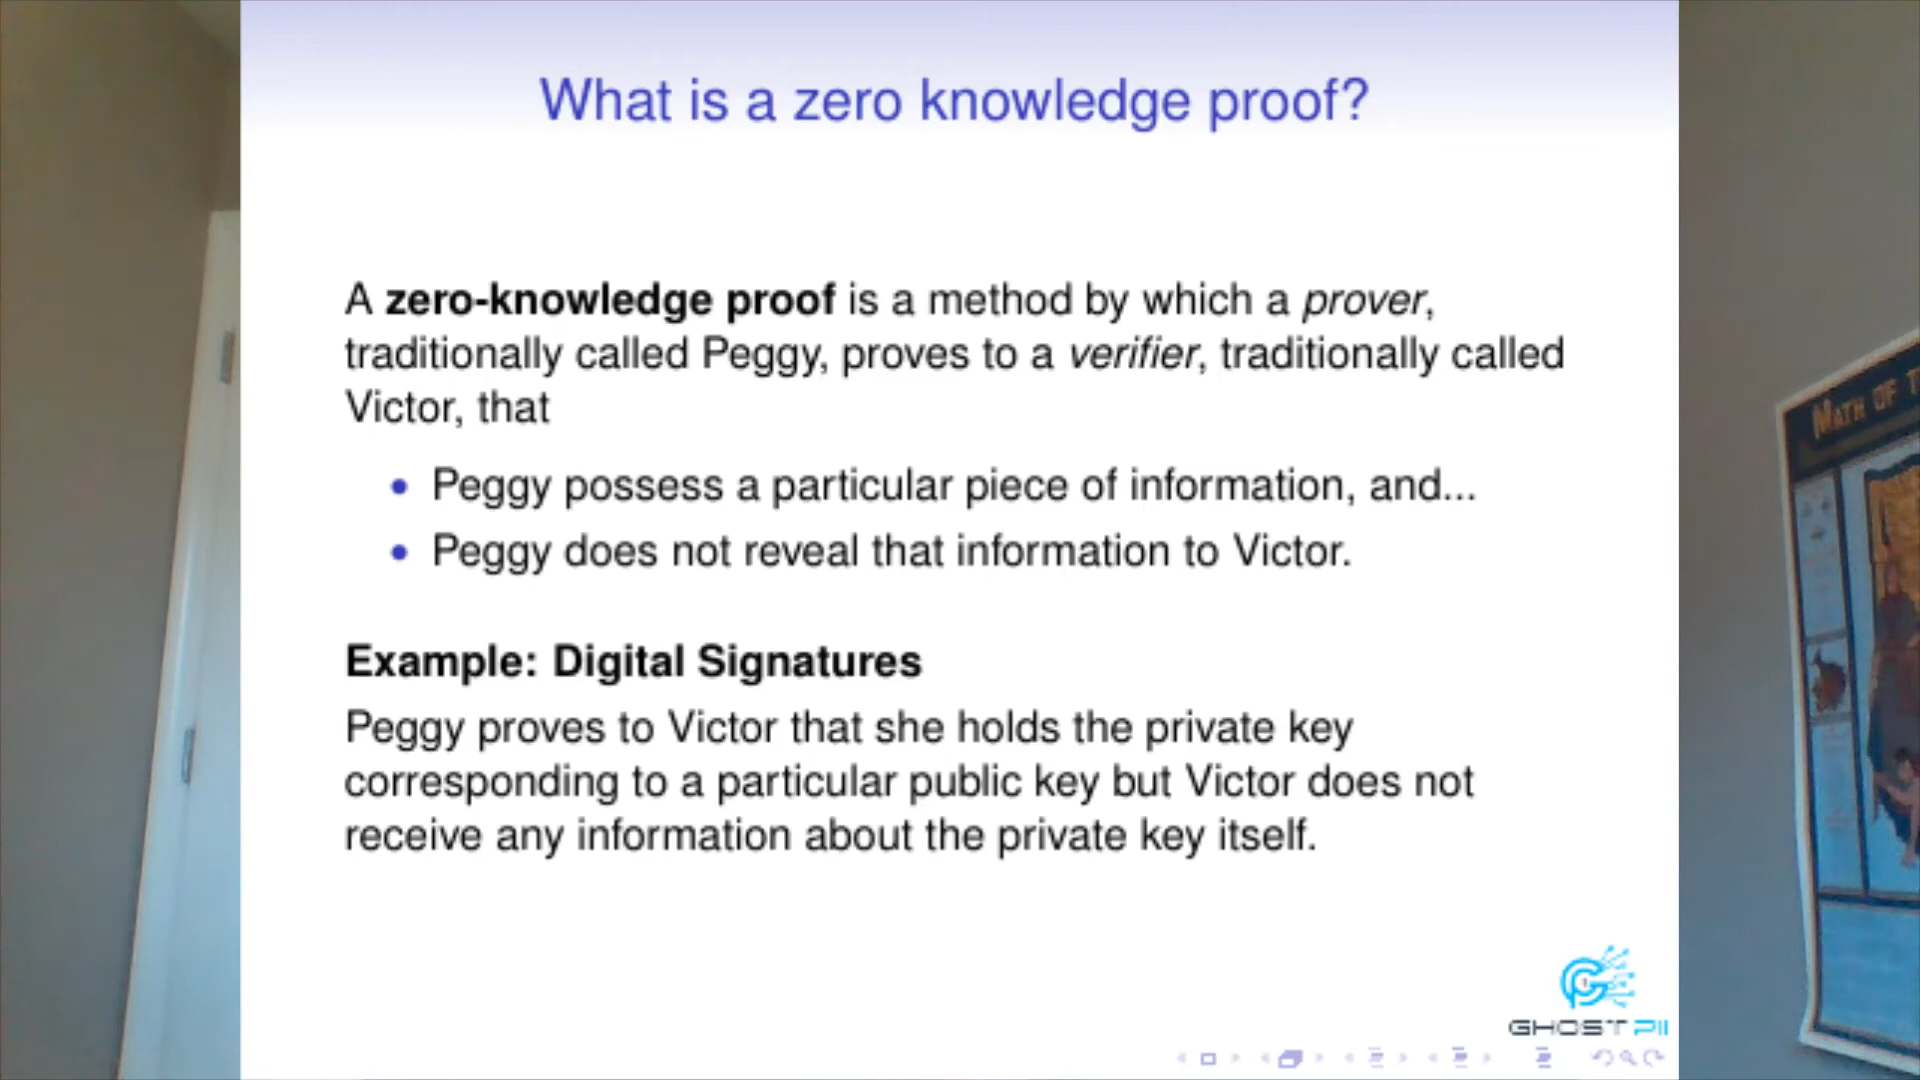 What is a zero knowledge proof?
A zero-knowledge proof is a method by which a prover,
traditionally called Peggy, proves to a verifier, traditionally called
Victor, that
• Peggy possess a particular piece of information, and...
• Peggy does not reveal that information to Victor.
Example: Digital Signatures
Peggy proves to Victor that she holds the private key
corresponding to a particular public key but Victor does not
receive any information about the private key itself.
GHOST PII
MATH OF T